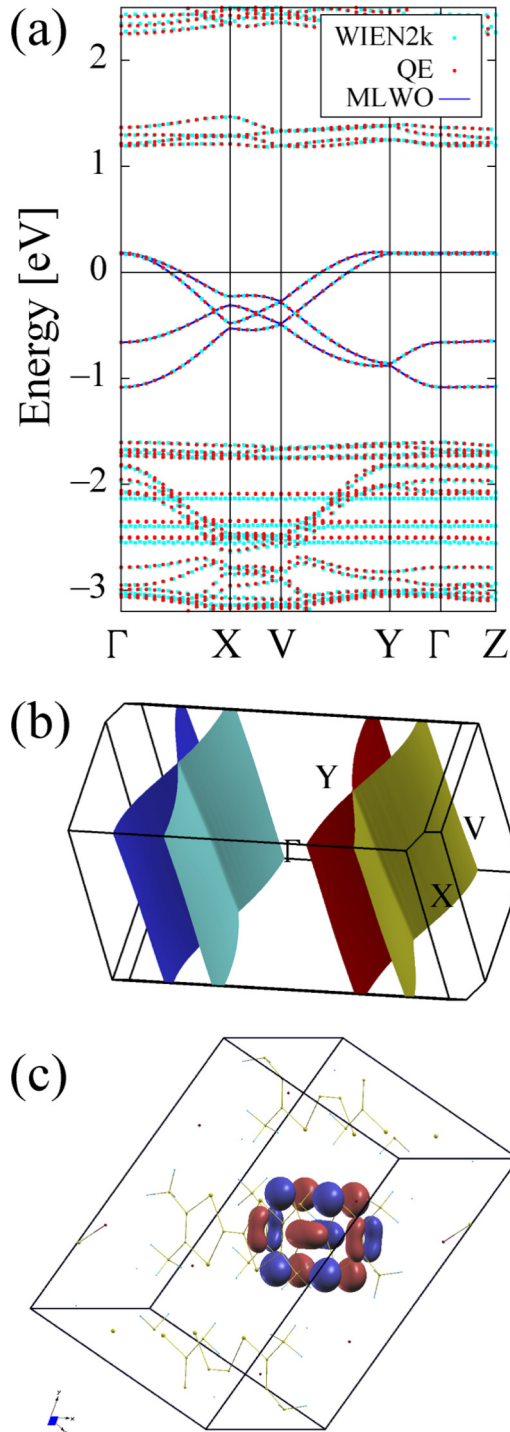 (a)
WIEN2k
QE
MLWO
Energy [eV]
2
1
0
−1
−2
−3
Γ X V Y Γ Z
(b)
Y
Γ
V
X
(c)
y
x